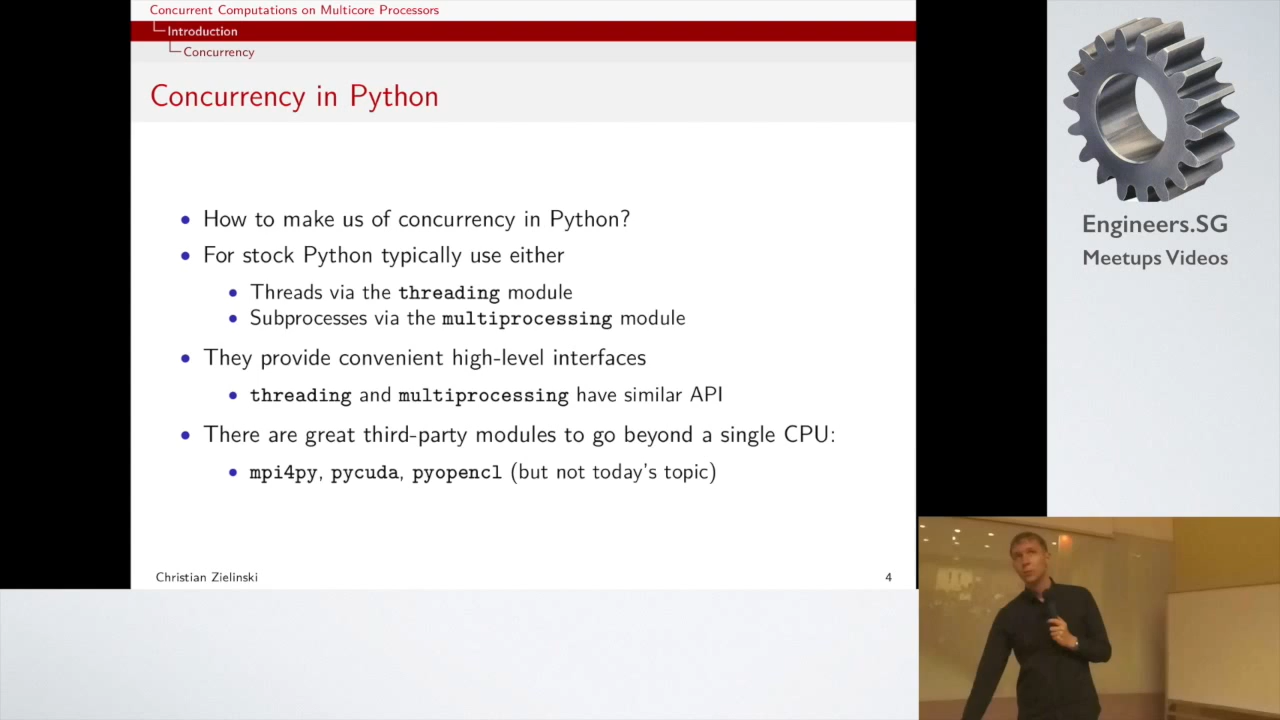 Concurrent Computations on Multicore Processors
Introduction
Concurrency
Concurrency in Python
• How to make us of concurrency in Python?
• For stock Python typically use either
• Threads via the threading module
• Subprocesses via the multiprocessing module
• They provide convenient high-level interfaces
• threading and multiprocessing have similar API
• There are great third-party modules to go beyond a single CPU:
• mpi4py, pycuda, pyopencl (but not today's topic)
Christian Zielinski
4
Engineers.SG
Meetups Videos